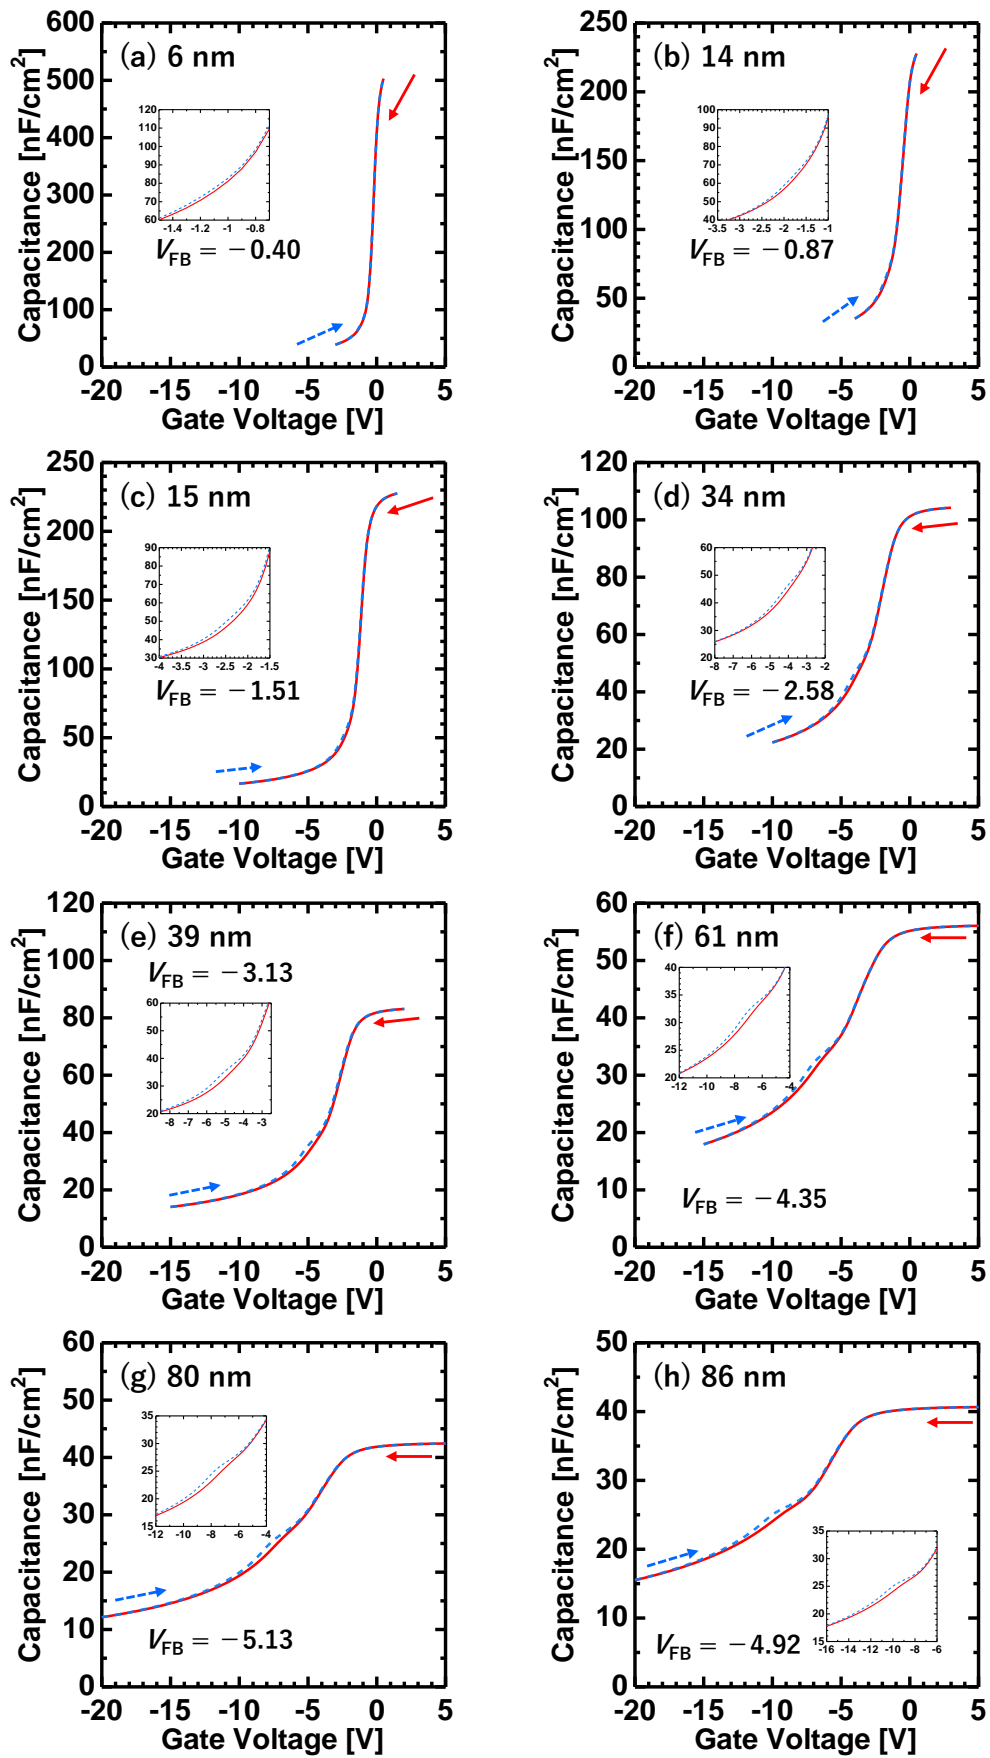 (a) 6 nm
Capacitance [nF/cm²]
600
500
400
300
200
100
0
120
110
100
90
80
70
60
-1.4 -1.2 -1 -0.8
V_FB = −0.40
-20 -15 -10 -5 0 5
Gate Voltage [V]
(b) 14 nm
Capacitance [nF/cm²]
250
200
150
100
50
0
100
90
80
70
60
50
40
-3.5 -3 -2.5 -2 -1.5 -1
V_FB = −0.87
-20 -15 -10 -5 0 5
Gate Voltage [V]
(c) 15 nm
Capacitance [nF/cm²]
250
200
150
100
50
0
90
80
70
60
50
40
30
-4 -3.5 -3 -2.5 -2 -1.5
V_FB = −1.51
-20 -15 -10 -5 0 5
Gate Voltage [V]
(d) 34 nm
Capacitance [nF/cm²]
120
100
80
60
40
20
0
60
50
40
30
20
-8 -7 -6 -5 -4 -3 -2
V_FB = −2.58
-20 -15 -10 -5 0 5
Gate Voltage [V]
(e) 39 nm
V_FB = −3.13
Capacitance [nF/cm²]
120
100
80
60
40
20
0
60
50
40
30
20
-8 -7 -6 -5 -4 -3
-20 -15 -10 -5 0 5
Gate Voltage [V]
(f) 61 nm
Capacitance [nF/cm²]
60
50
40
30
20
10
0
40
35
30
25
20
-12 -10 -8 -6 -4
V_FB = −4.35
-20 -15 -10 -5 0 5
Gate Voltage [V]
(g) 80 nm
Capacitance [nF/cm²]
60
50
40
30
20
10
0
35
30
25
20
15
-12 -10 -8 -6 -4
V_FB = −5.13
-20 -15 -10 -5 0 5
Gate Voltage [V]
(h) 86 nm
Capacitance [nF/cm²]
50
40
30
20
10
0
35
30
25
20
15
-16 -14 -12 -10 -8 -6
V_FB = −4.92
-20 -15 -10 -5 0 5
Gate Voltage [V]